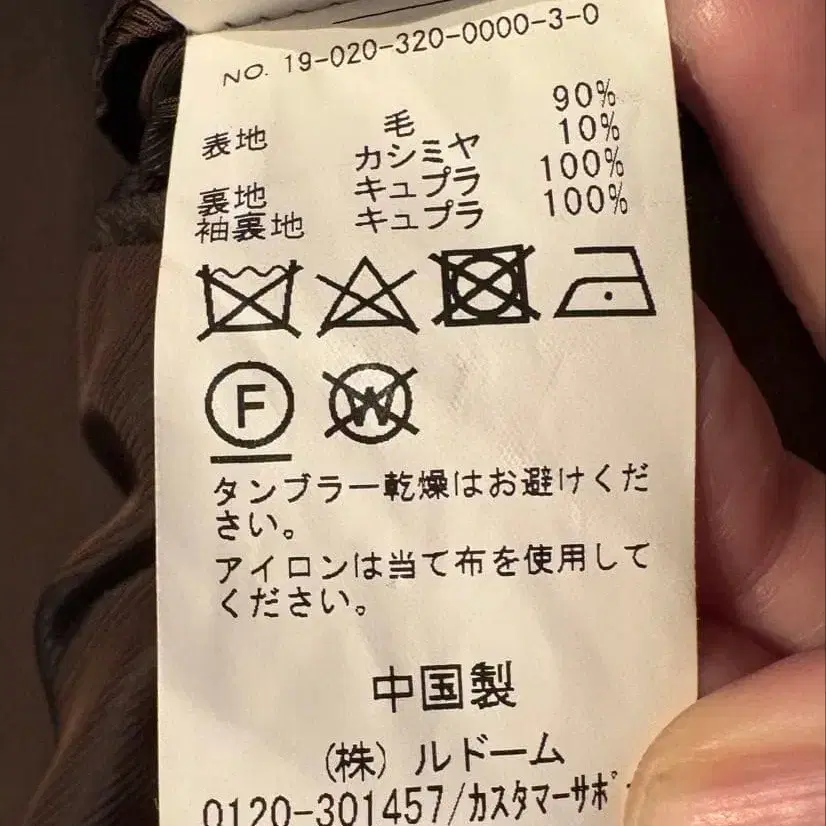 NO. 19-020-320-0000-3-0
表地 毛 90%
カシミヤ 10%
裏地 キュプラ 100%
袖裏地 キュプラ 100%
F W
タンブラー乾燥はお避けくだ
さい。
アイロンは当て布を使用して
ください。
中国製
(株) ルドーム
0120-301457/カスタマーサポ